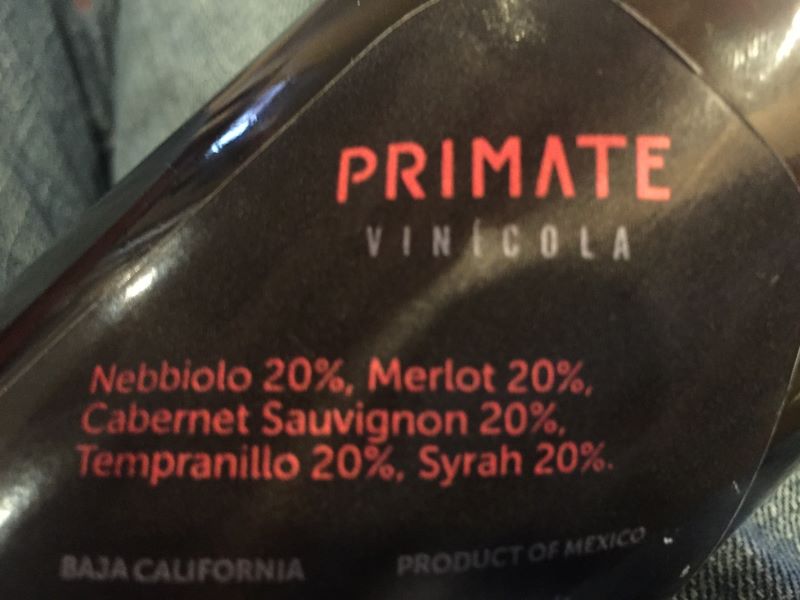 PRIMATE
VINÍCOLA
Nebbiolo 20%, Merlot 20%,
Cabernet Sauvignon 20%,
Tempranillo 20%, Syrah 20%.
BAJA CALIFORNIA
PRODUCT OF MEXICO